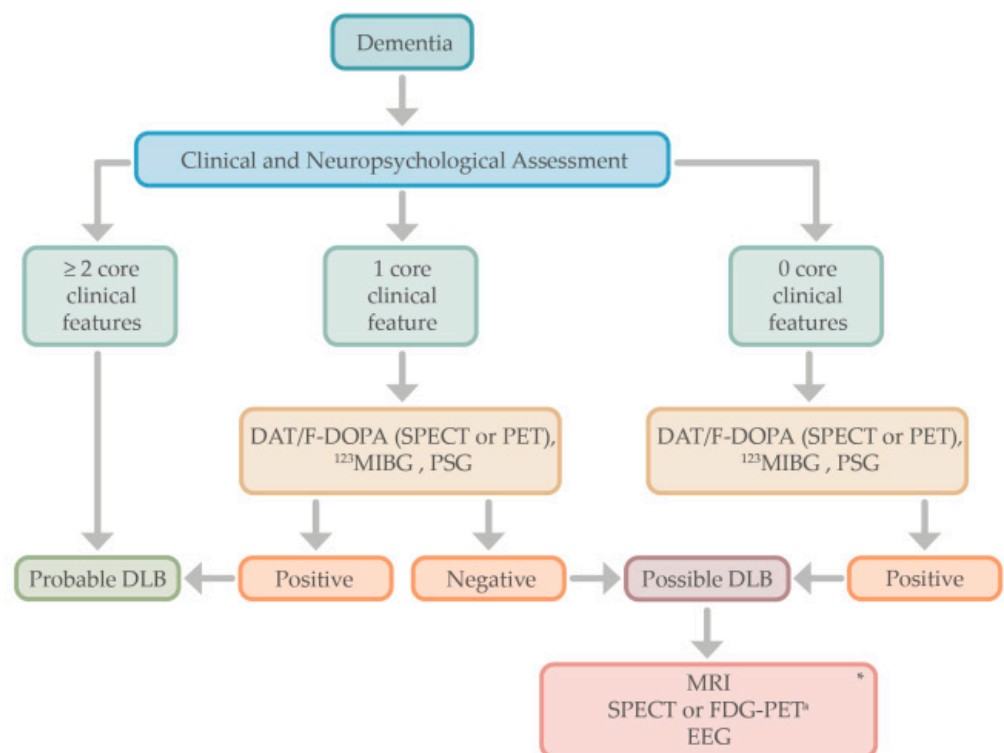 Dementia
Clinical and Neuropsychological Assessment
≥ 2 core
clinical
features
1 core
clinical
feature
0 core
clinical
features
DAT/F-DOPA (SPECT or PET),
¹²³MIBG , PSG
DAT/F-DOPA (SPECT or PET),
¹²³MIBG , PSG
Probable DLB
Positive
Negative
Possible DLB
Positive
MRI *
SPECT or FDG-PETᵃ
EEG